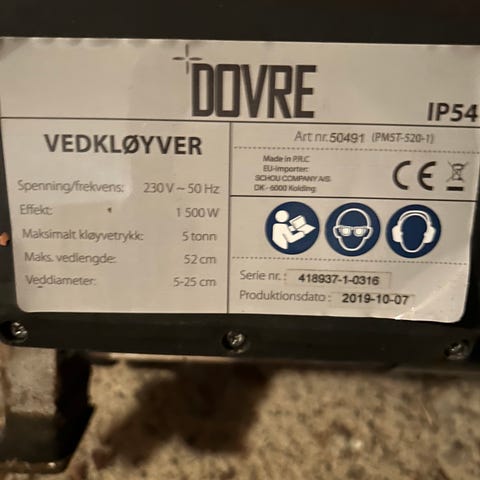 DOVRE
IP54
VEDKLØYVER
Spenning/frekvens: 230 V ~ 50 Hz
Effekt: 1 500 W
Maksimalt kløyvetrykk: 5 tonn
Maks. vedlengde: 52 cm
Veddiameter: 5-25 cm
Art nr. 50491 (PM5T-520-1)
Made in P.R.C
EU-importer:
SCHOU COMPANY A/S
DK - 6000 Kolding
CE
Serie nr.: 418937-1-0316
Produktionsdato: 2019-10-07